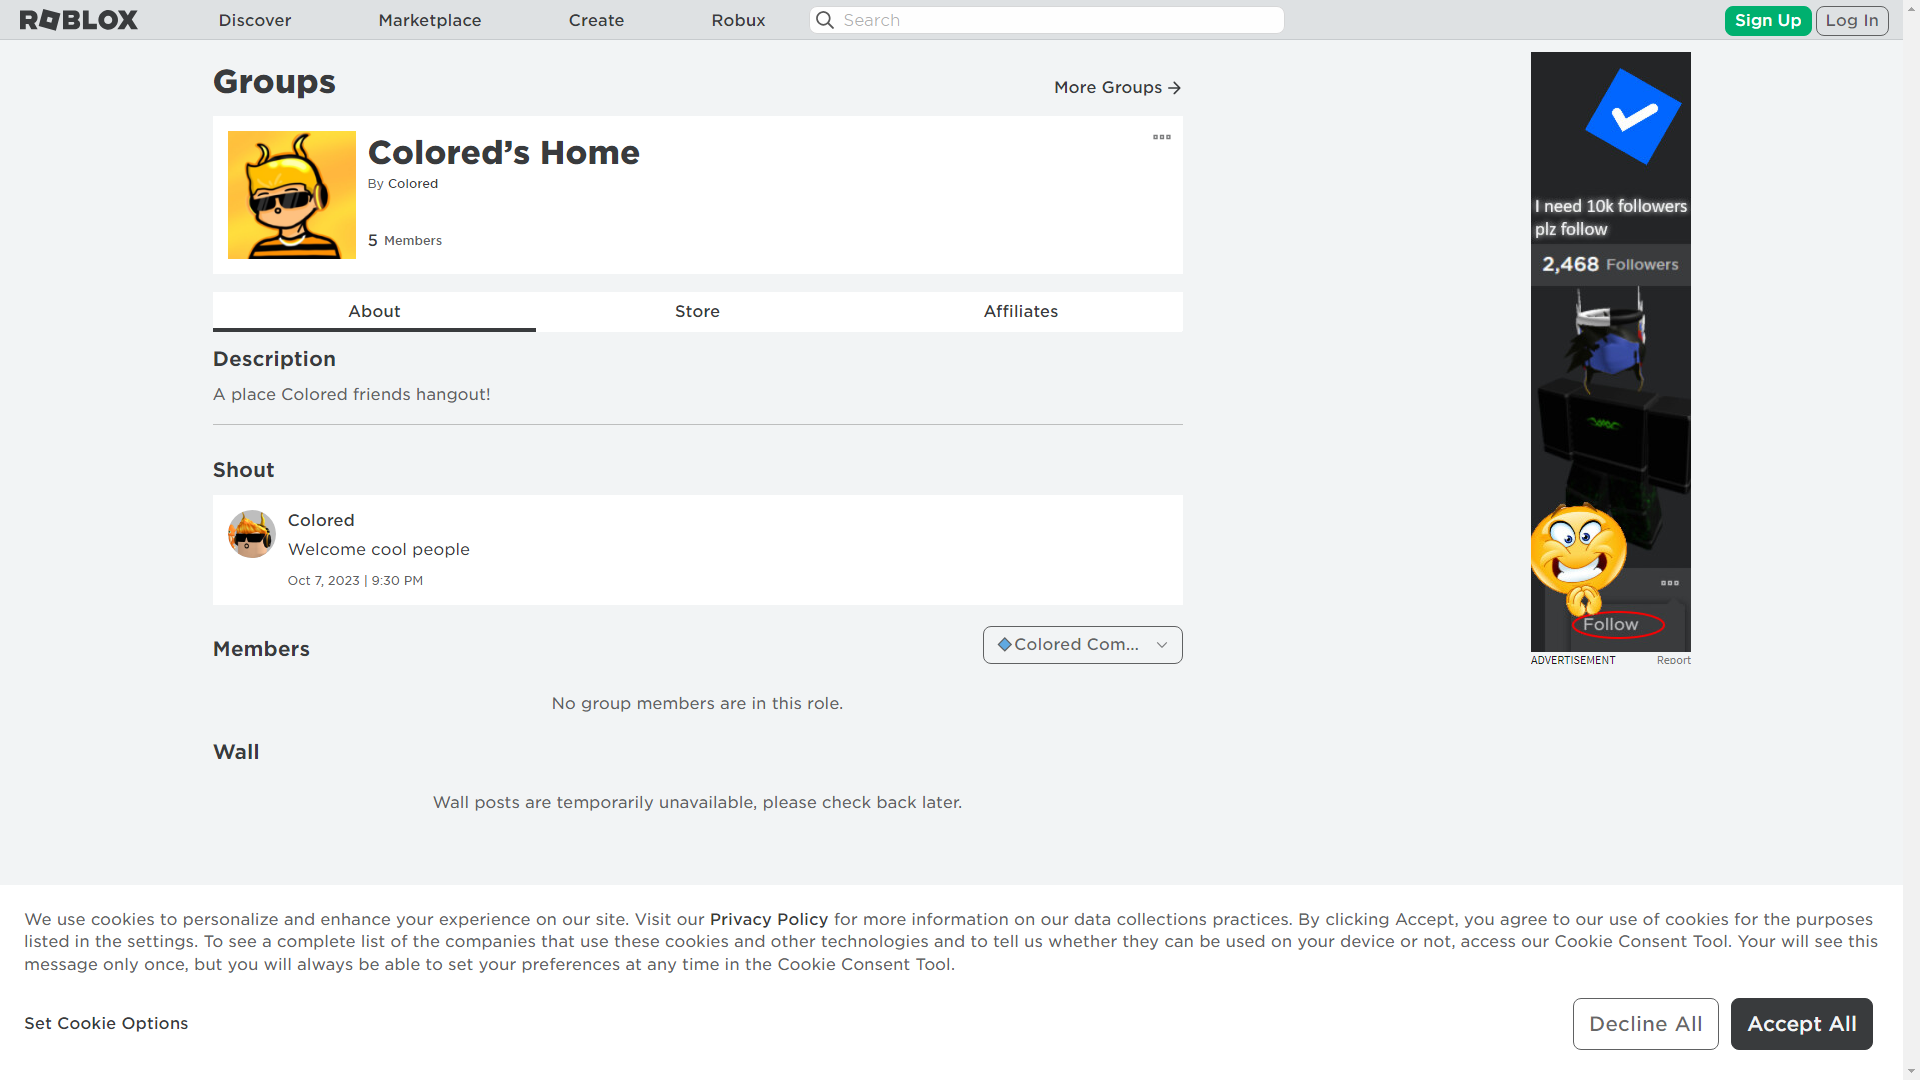 ROBLOX
Discover
Marketplace
Create
Robux
Search
Sign Up
Log In
Groups
More Groups
Colored's Home
By Colored
5 Members
About
Store
Affiliates
Description
A place Colored friends hangout!
Shout
Colored
Welcome cool people
Oct 7, 2023 | 9:30 PM
Members
Colored Com...
No group members are in this role.
Wall
Wall posts are temporarily unavailable, please check back later.
I need 10k followers
plz follow
2,468 Followers
Follow
ADVERTISEMENT
Report
We use cookies to personalize and enhance your experience on our site. Visit our Privacy Policy for more information on our data collections practices. By clicking Accept, you agree to our use of cookies for the purposes
listed in the settings. To see a complete list of the companies that use these cookies and other technologies and to tell us whether they can be used on your device or not, access our Cookie Consent Tool. Your will see this
message only once, but you will always be able to set your preferences at any time in the Cookie Consent Tool.
Set Cookie Options
Decline All
Accept All